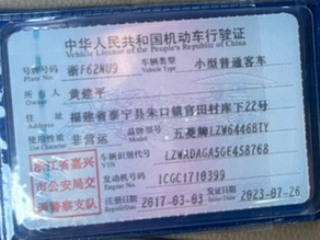 中华人民共和国机动车行驶证
Vehicle License of the People's Republic of China
号牌号码 浙F62NU9 车辆类型 小型普通客车
Plate No. Vehicle Type
所有人 黄建平
Owner
住址 福建省泰宁县朱口镇官田村库下22号
Address
使用性质 非营运 品牌型号 五菱牌LZW6446BTY
Use Character Model
浙江省嘉兴 车辆识别代号 LZWADAGA5GE458768
VIN
市公安局交 发动机号码 1CGC1710399
Engine No.
通警察支队 注册日期 2017-03-03 发证日期 2023-07-26
Register Date Issue Date